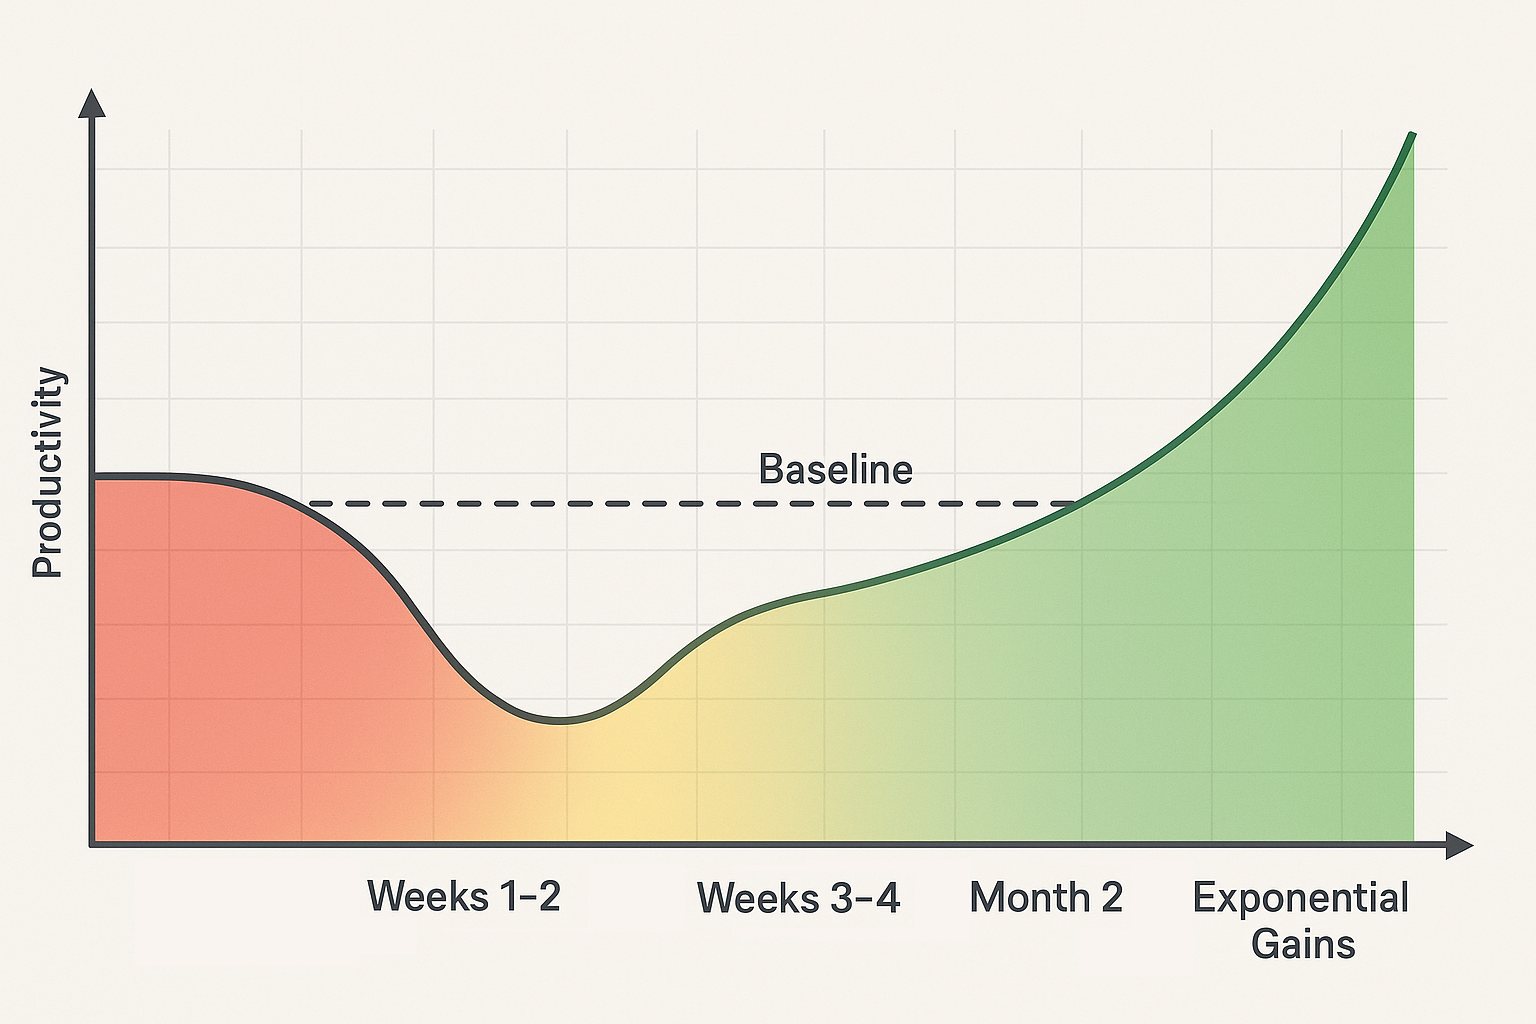 Productivity
Baseline
Weeks 1–2
Weeks 3–4
Month 2
Exponential
Gains